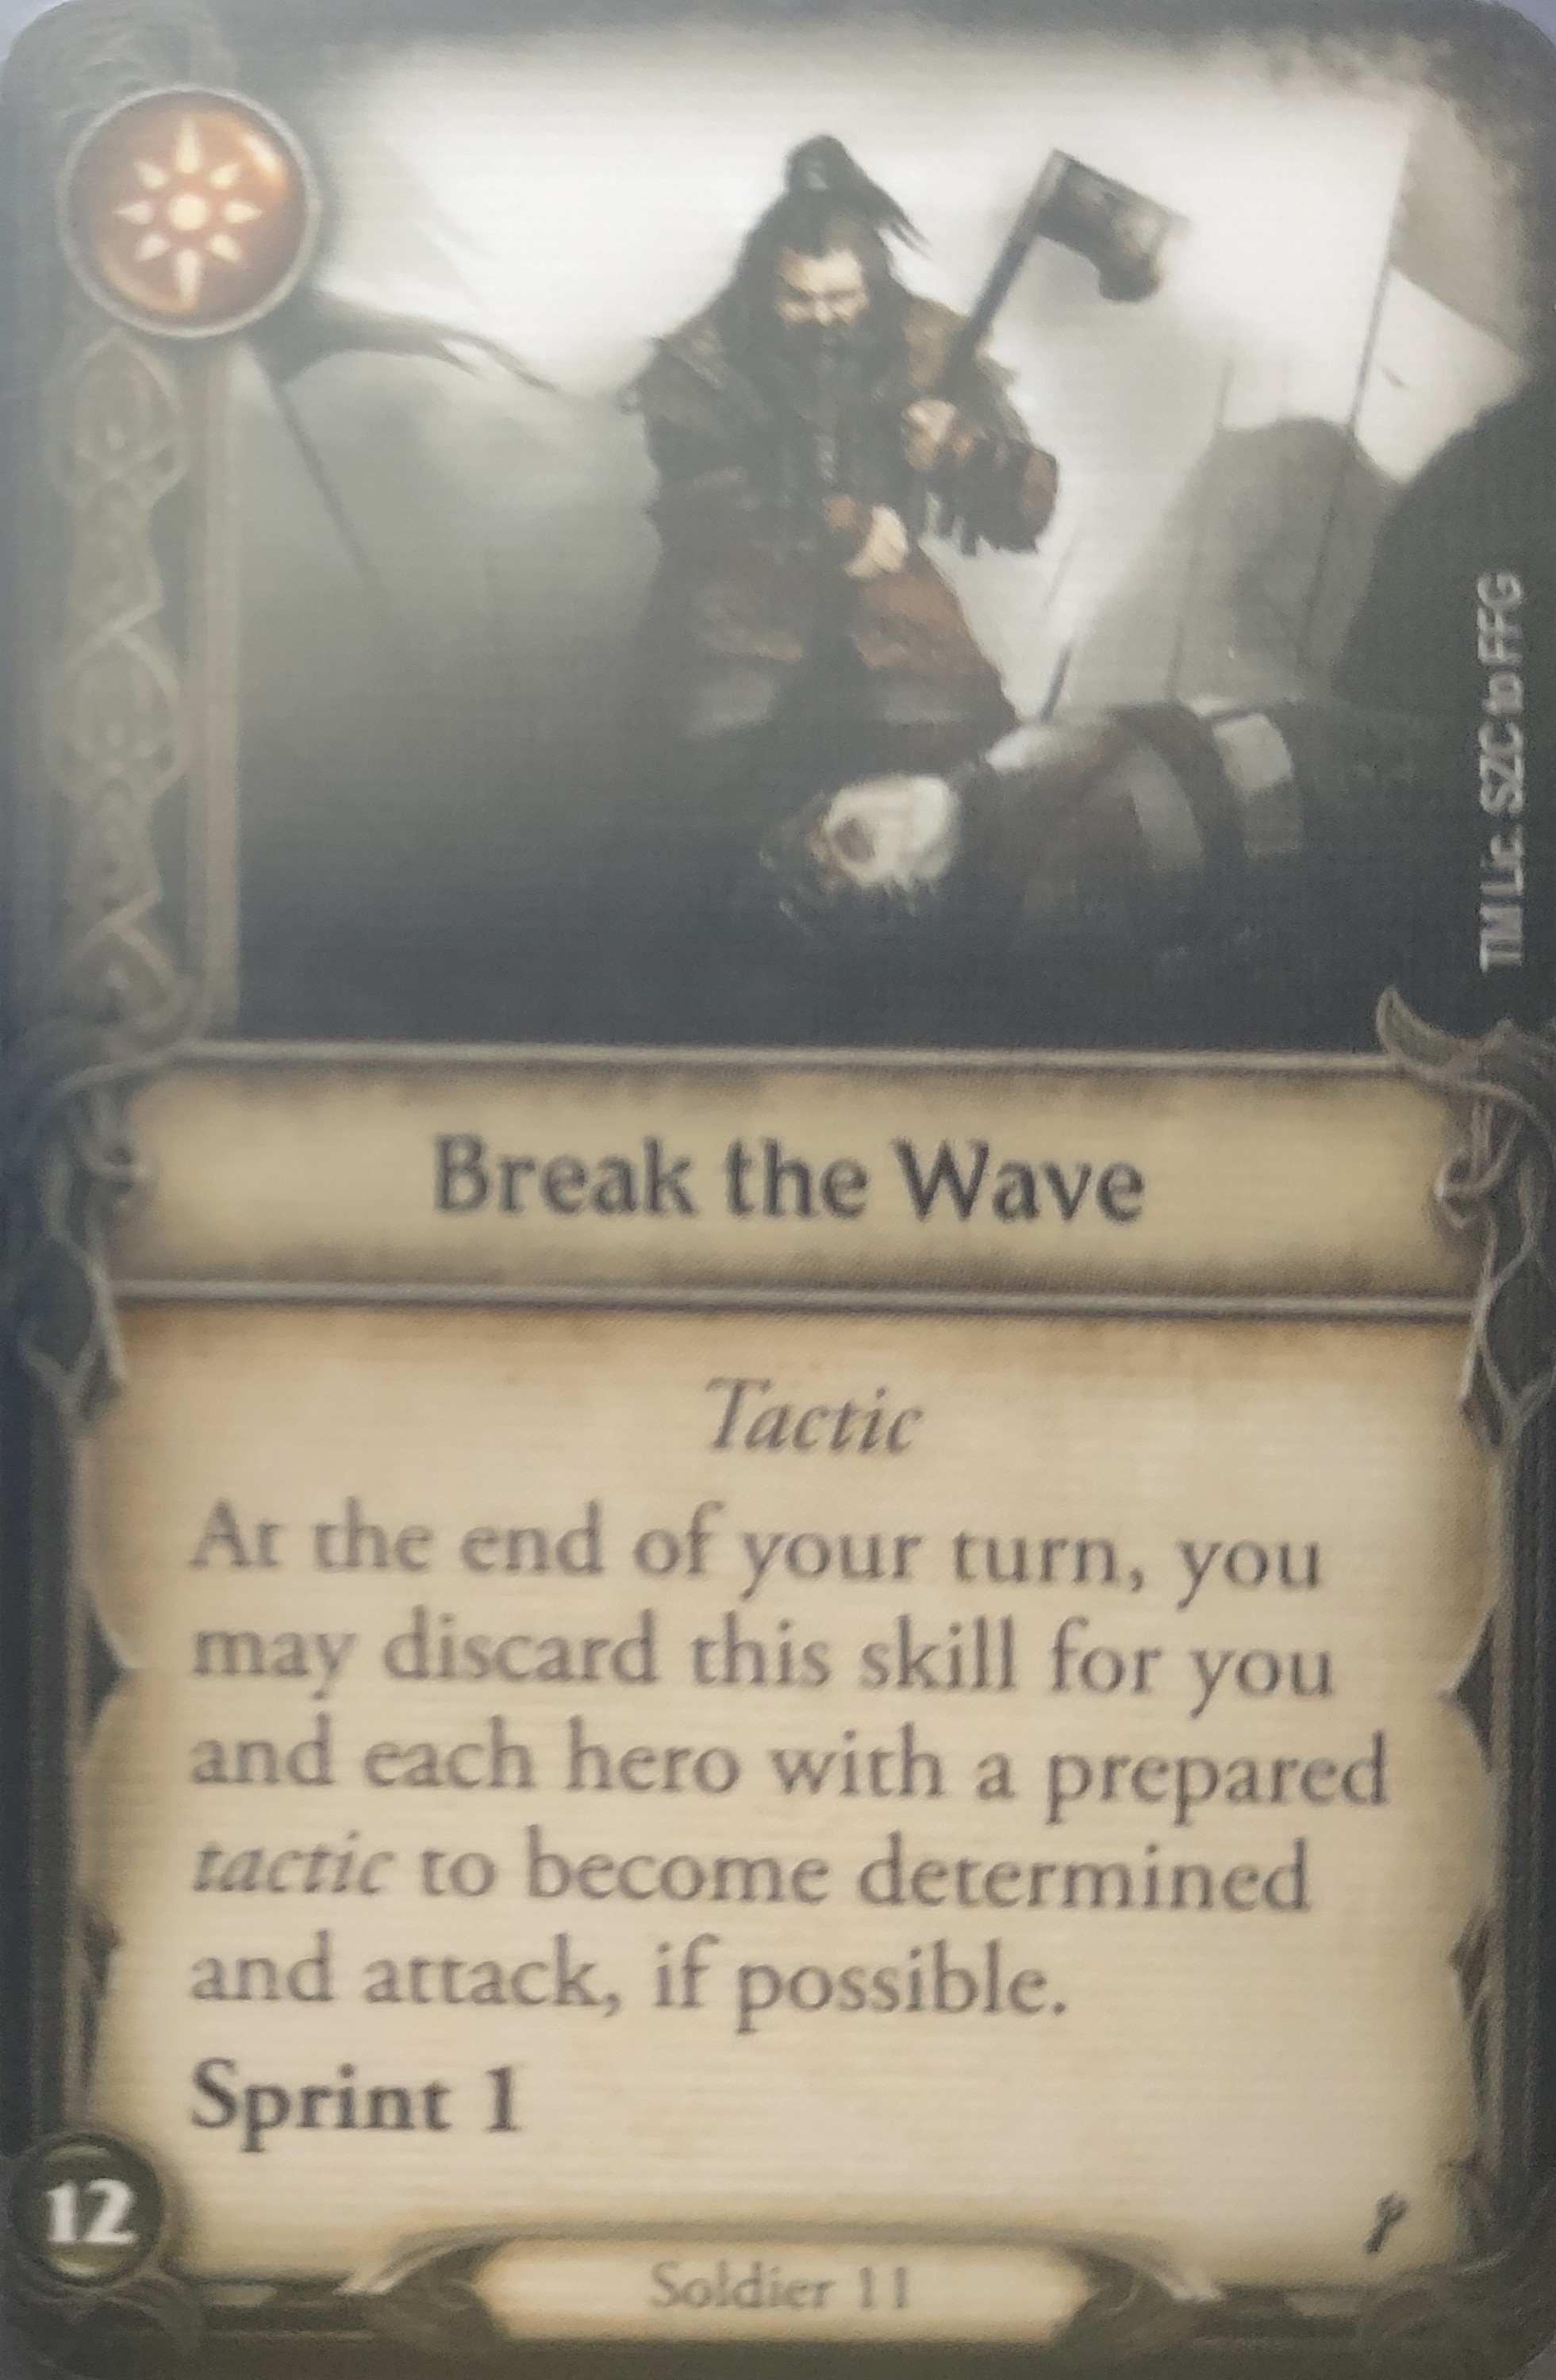 TM Lic. SZC to FFG
Break the Wave
Tactic
At the end of your turn, you
may discard this skill for you
and each hero with a prepared
tactic to become determined
and attack, if possible.
Sprint 1
12
Soldier 11